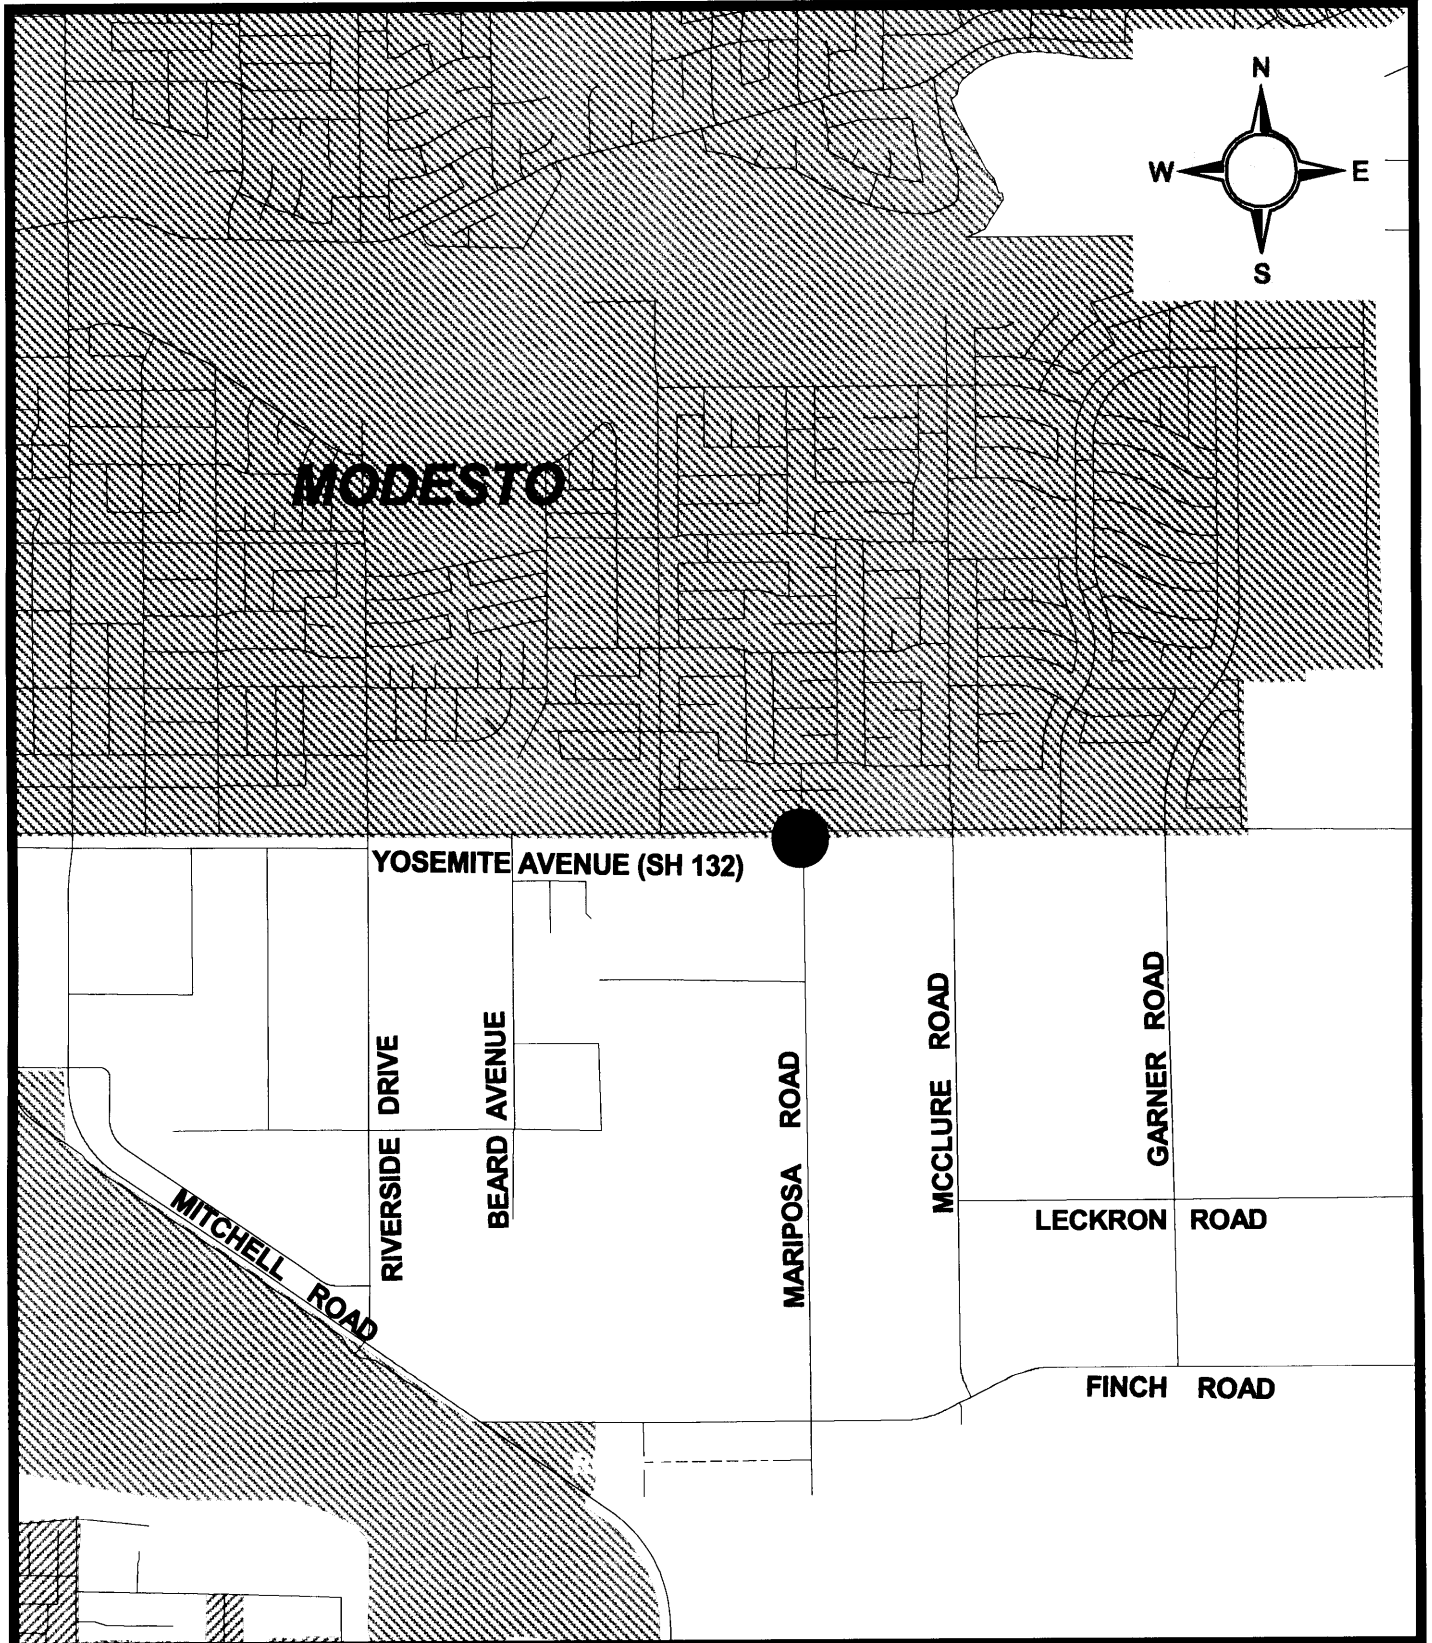 N
W E
S
MODESTO
YOSEMITE AVENUE (SH 132)
RIVERSIDE DRIVE
BEARD AVENUE
MARIPOSA ROAD
MCCLURE ROAD
GARNER ROAD
LECKRON ROAD
MITCHELL ROAD
FINCH ROAD